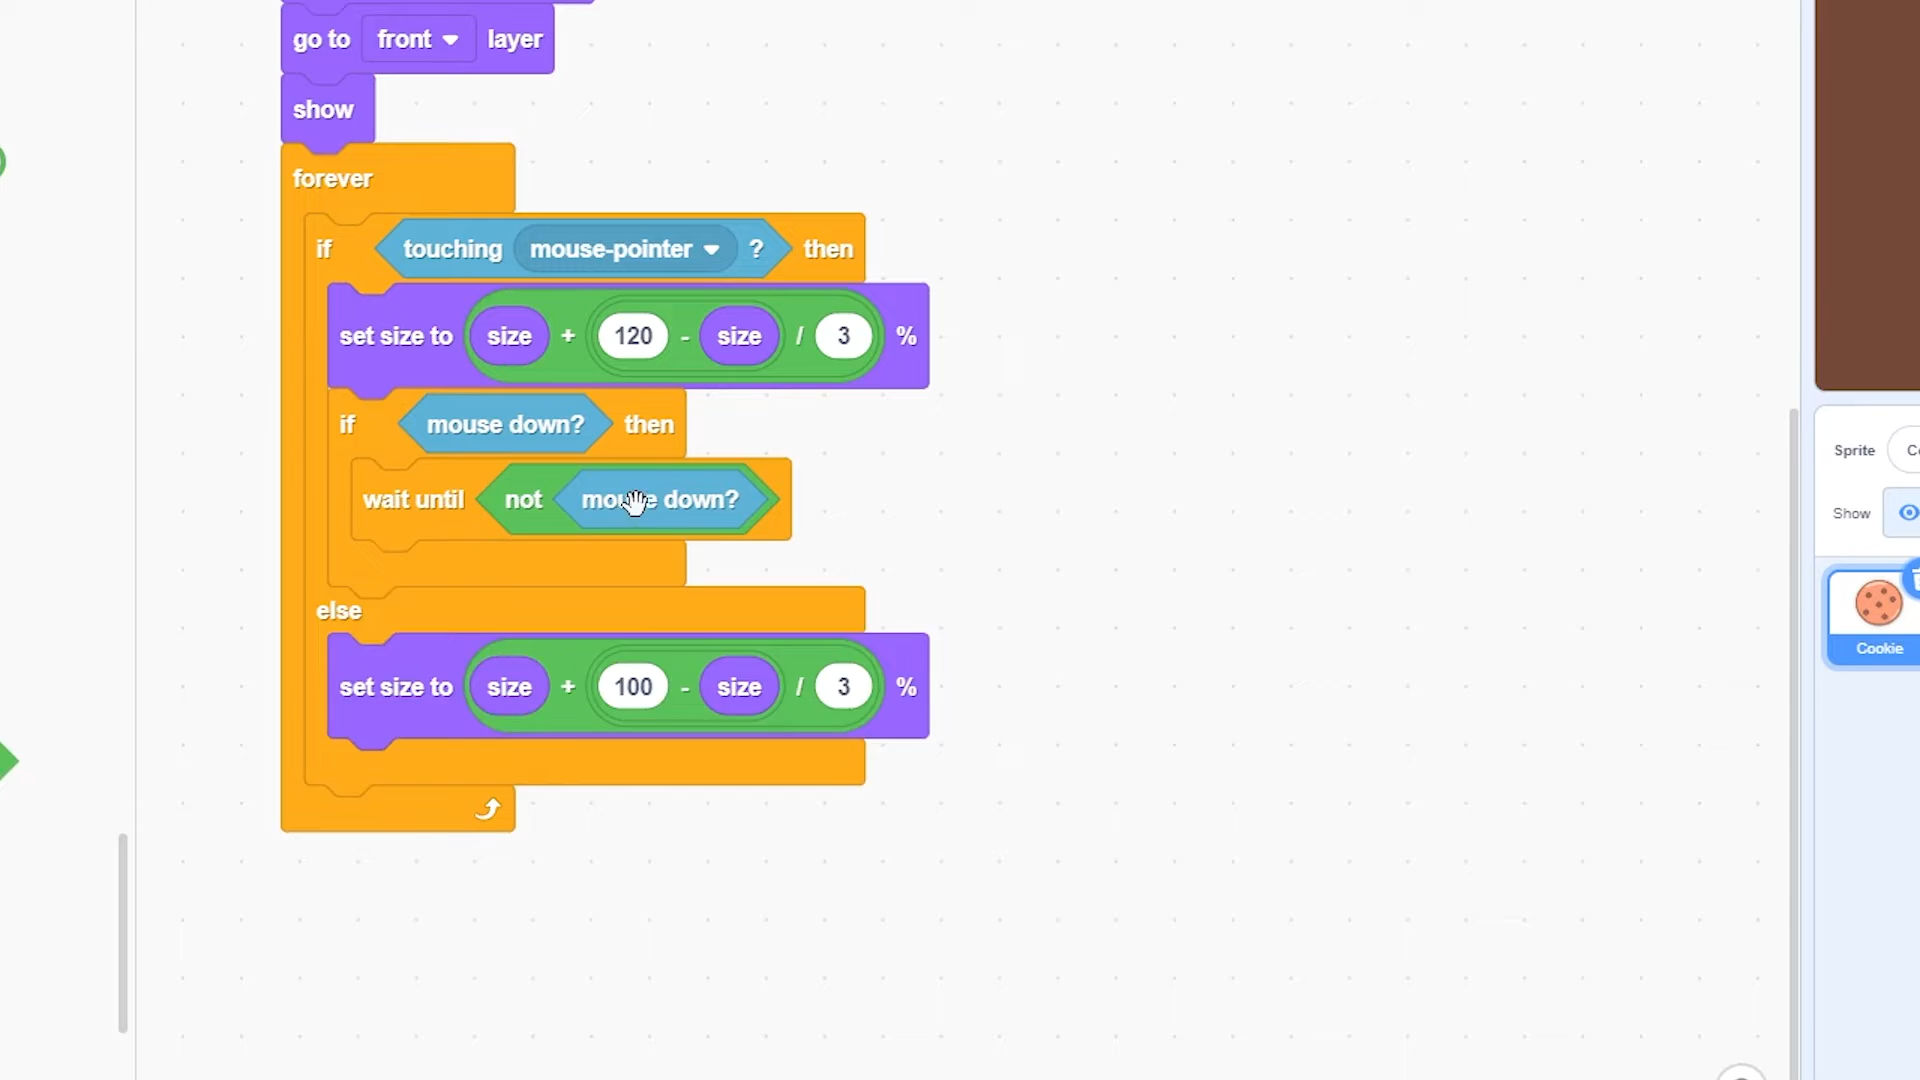 go to front layer
show
forever
if touching mouse-pointer ? then
set size to size + 120 - size / 3 %
if mouse down? then
wait until not mouse down?
else
set size to size + 100 - size / 3 %
Sprite
Show
Cookie